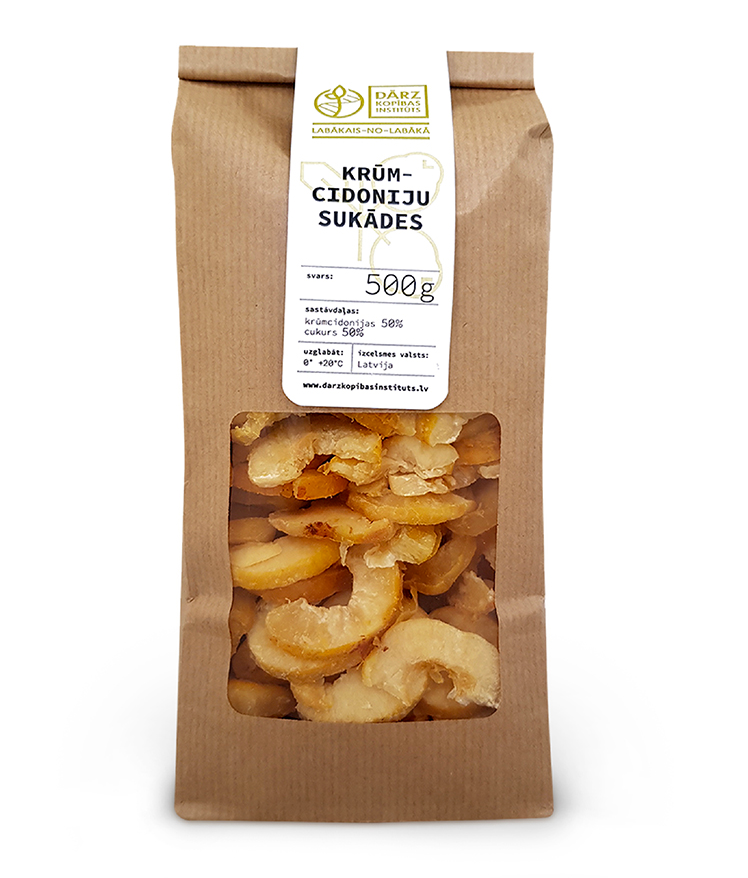 DĀRZ
KOPĪBAS
INSTITŪTS
LABĀKAIS-NO-LABĀKĀ
KRŪM-
CIDONIJU
SUKĀDES
svars: 500g
sastāvdaļas:
krūmcidonijas 50%
cukurs 50%
uzglabāt: izcelsmes valsts:
0° +20°C Latvija
www.darzkopibasinstituts.lv